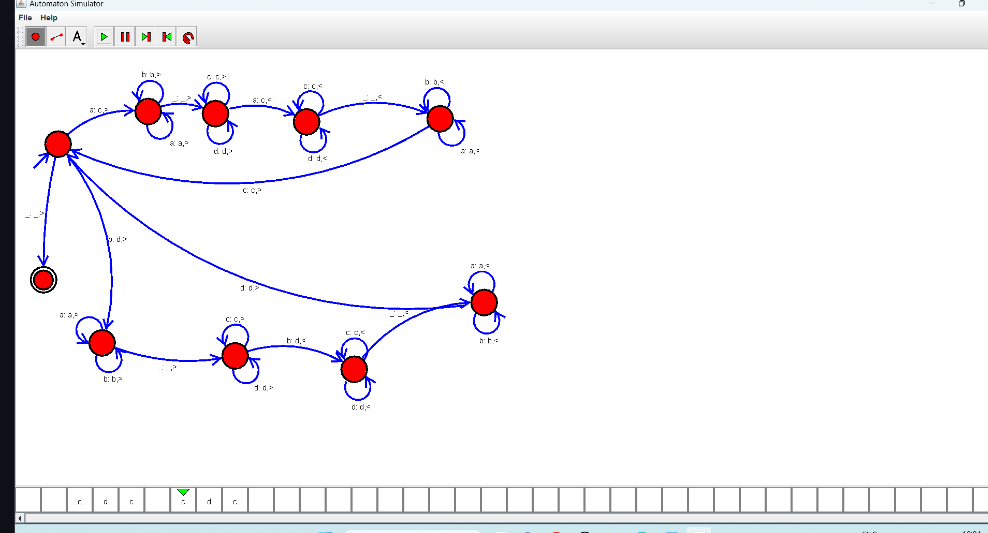 Automaton Simulator
File Help
A
b: b,>
c: c,>
c: c,<
b: b,<
a: c,>
_: _,>
a: c,<
_: _,<
a: a,>
d: d,>
d: d,<
a: a,<
c: c,>
_: _,>
b: d,>
a: a,<
d: d,>
a: a,>
c: c,>
_: _,<
b: d,<
c: c,<
b: b,<
_: _,>
b: b,>
d: d,>
d: d,<
c d c c d c